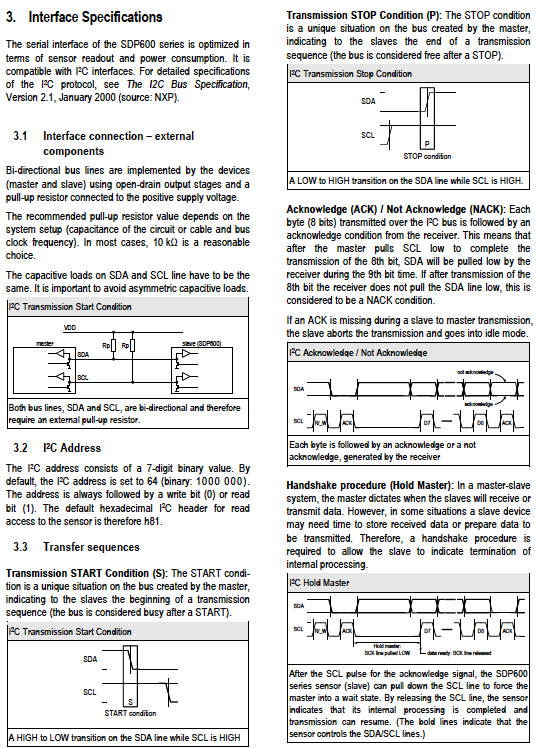 3. Interface Specifications
The serial interface of the SDP600 series is optimized in
terms of sensor readout and power consumption. It is
compatible with I²C interfaces. For detailed specifications
of the I²C protocol, see The I2C Bus Specification,
Version 2.1, January 2000 (source: NXP).
3.1 Interface connection – external
components
Bi-directional bus lines are implemented by the devices
(master and slave) using open-drain output stages and a
pull-up resistor connected to the positive supply voltage.
The recommended pull-up resistor value depends on the
system setup (capacitance of the circuit or cable and bus
clock frequency). In most cases, 10 kΩ is a reasonable
choice.
The capacitive loads on SDA and SCL line have to be the
same. It is important to avoid asymmetric capacitive loads.
I²C Transmission Start Condition
VDD
master Rp Rp slave (SDP600)
SDA
SCL
Both bus lines, SDA and SCL, are bi-directional and therefore
require an external pull-up resistor.
3.2 I²C Address
The I²C address consists of a 7-digit binary value. By
default, the I²C address is set to 64 (binary: 1000 000).
The address is always followed by a write bit (0) or read
bit (1). The default hexadecimal I²C header for read
access to the sensor is therefore h81.
3.3 Transfer sequences
Transmission START Condition (S): The START condi-
tion is a unique situation on the bus created by the master,
indicating to the slaves the beginning of a transmission
sequence (the bus is considered busy after a START).
I²C Transmission Start Condition
SDA
SCL
S
START condition
A HIGH to LOW transition on the SDA line while SCL is HIGH
Transmission STOP Condition (P): The STOP condition
is a unique situation on the bus created by the master,
indicating to the slaves the end of a transmission
sequence (the bus is considered free after a STOP).
I²C Transmission Stop Condition
SDA
SCL
P
STOP condition
A LOW to HIGH transition on the SDA line while SCL is HIGH.
Acknowledge (ACK) / Not Acknowledge (NACK): Each
byte (8 bits) transmitted over the I²C bus is followed by an
acknowledge condition from the receiver. This means that
after the master pulls SCL low to complete the
transmission of the 8th bit, SDA will be pulled low by the
receiver during the 9th bit time. If after transmission of the
8th bit the receiver does not pull the SDA line low, this is
considered to be a NACK condition.
If an ACK is missing during a slave to master transmission,
the slave aborts the transmission and goes into idle mode.
I²C Acknowledge / Not Acknowledge
not acknowledge
SDA
acknowledge
SCL R/_W ACK D7 D0 ACK
Each byte is followed by an acknowledge or a not
acknowledge, generated by the receiver
Handshake procedure (Hold Master): In a master-slave
system, the master dictates when the slaves will receive or
transmit data. However, in some situations a slave device
may need time to store received data or prepare data to
be transmitted. Therefore, a handshake procedure is
required to allow the slave to indicate termination of
internal processing.
I²C Hold Master
SDA
SCL R/_W ACK D7 D0 ACK
Hold master:
SCK line pulled LOW data ready: SCK line released
After the SCL pulse for the acknowledge signal, the SDP600
series sensor (slave) can pull down the SCL line to force the
master into a wait state. By releasing the SCL line, the sensor
indicates that its internal processing is completed and
transmission can resume. (The bold lines indicate that the
sensor controls the SDA/SCL lines.)